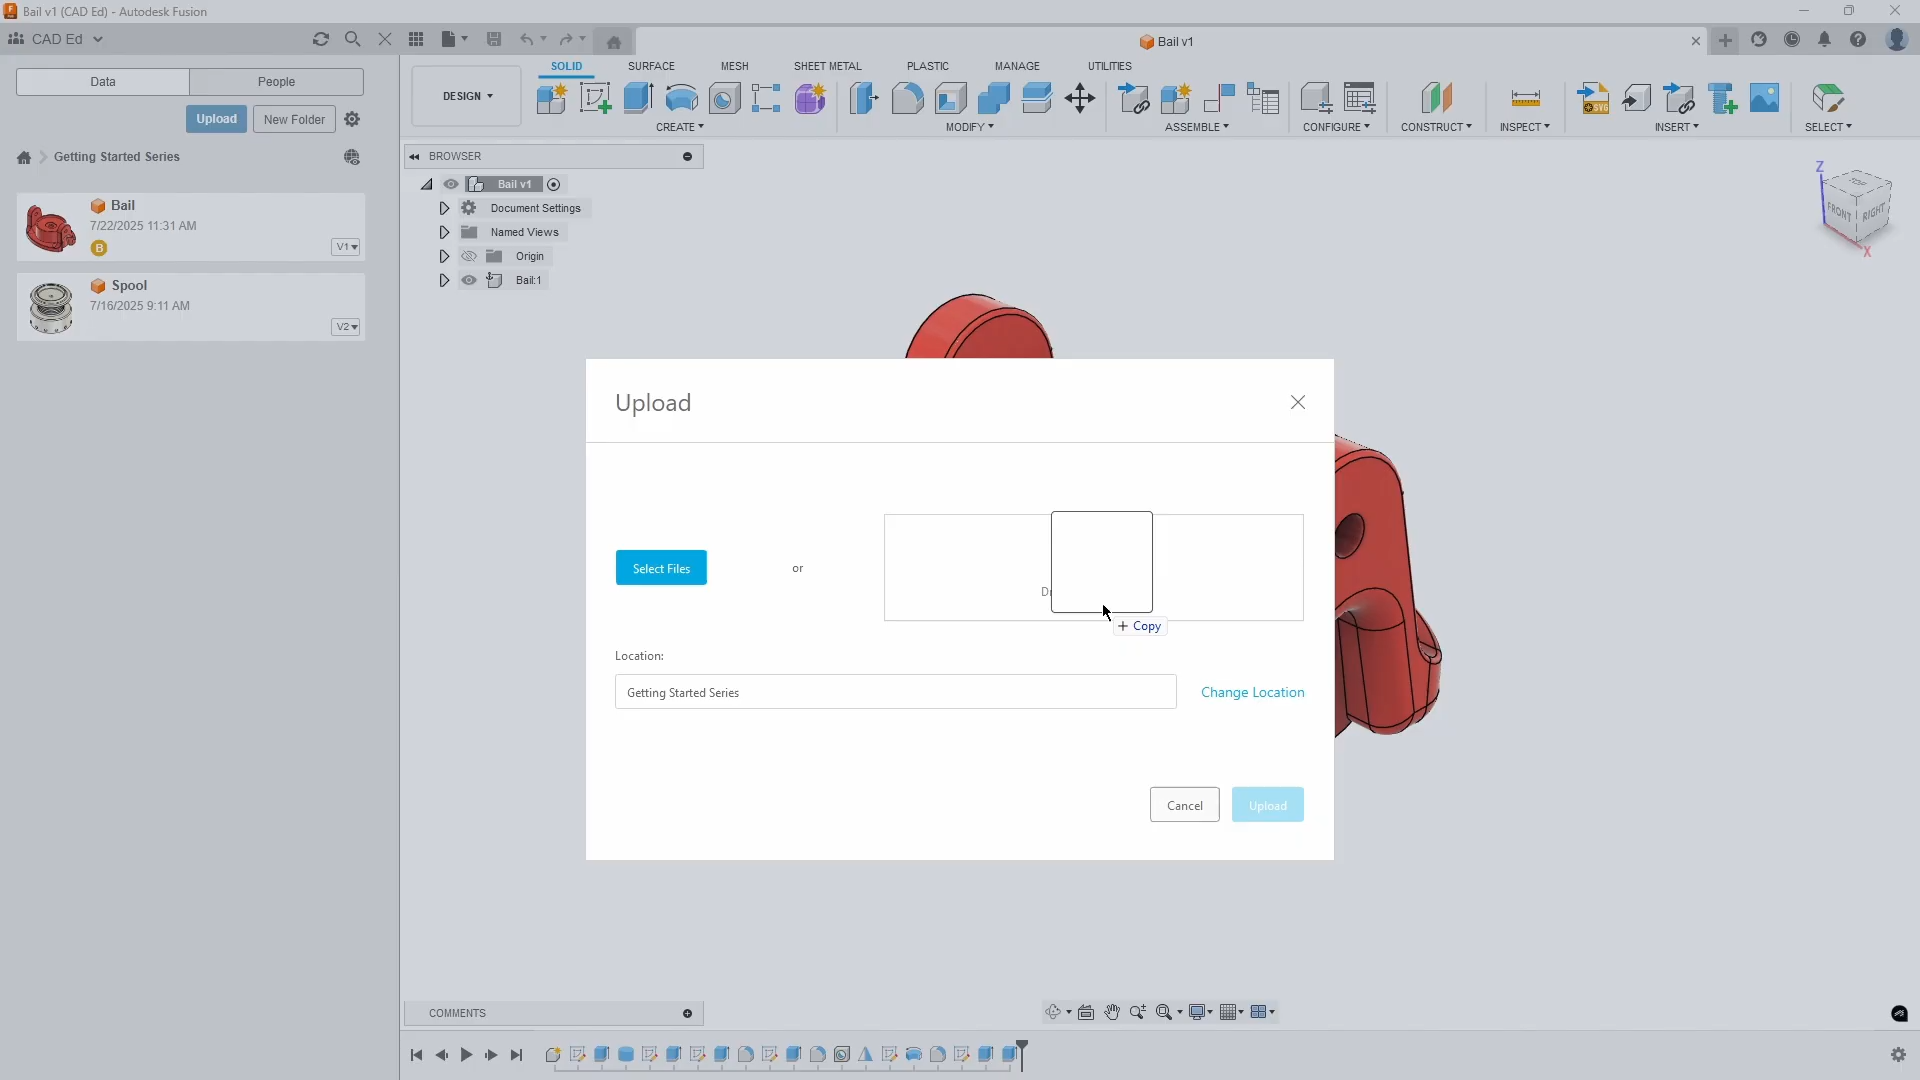 Bail v1 (CAD Ed) - Autodesk Fusion
CAD Ed
Bail v1
Data
People
Upload
New Folder
Getting Started Series
Bail
7/22/2025 11:31 AM
B
V1
Spool
7/16/2025 9:11 AM
V2
DESIGN
SOLID
SURFACE
MESH
SHEET METAL
PLASTIC
MANAGE
UTILITIES
CREATE
MODIFY
ASSEMBLE
CONFIGURE
CONSTRUCT
INSPECT
INSERT
SELECT
BROWSER
Bail v1
Document Settings
Named Views
Origin
Bail:1
Z
TOP
FRONT
RIGHT
X
Upload
Select Files
or
Copy
Location:
Getting Started Series
Change Location
Cancel
Upload
COMMENTS